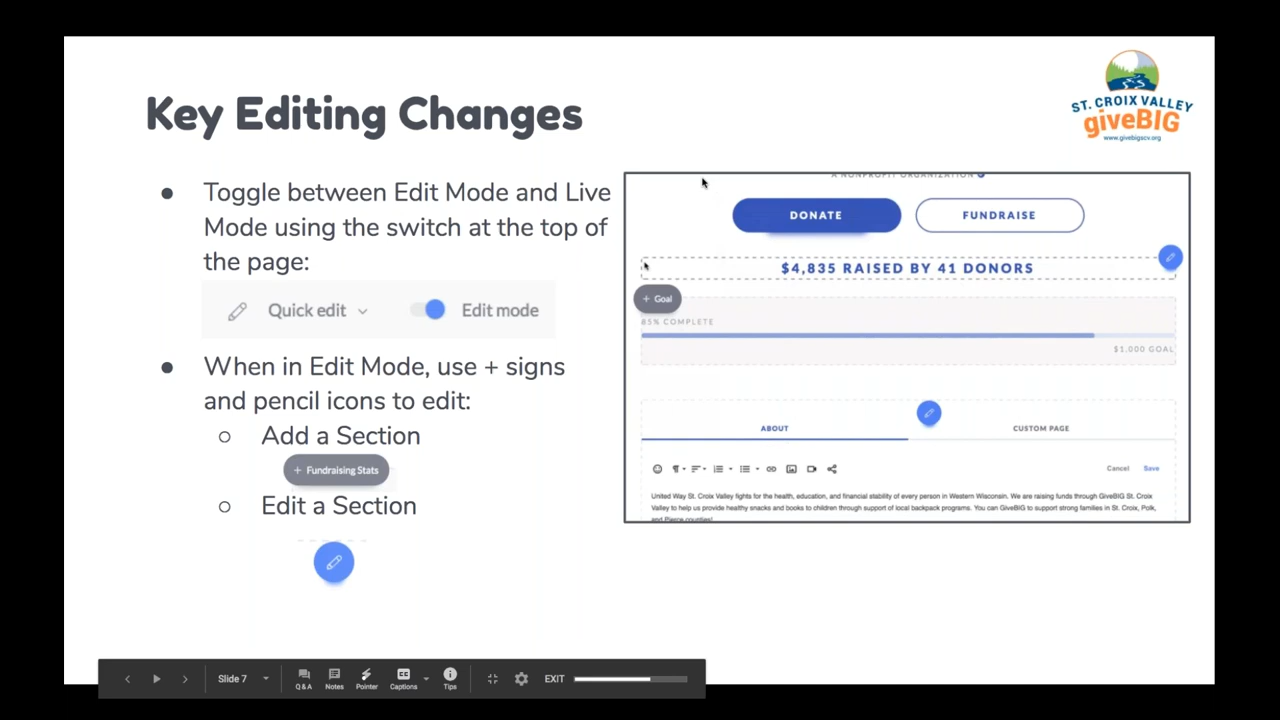 Key Editing Changes
ST. CROIX VALLEY
giveBIG
www.givebigscv.org
● Toggle between Edit Mode and Live
Mode using the switch at the top of
the page:
Quick edit
Edit mode
● When in Edit Mode, use + signs
and pencil icons to edit:
○ Add a Section
+ Fundraising Stats
○ Edit a Section
A NONPROFIT ORGANIZATION
DONATE
FUNDRAISE
$4,835 RAISED BY 41 DONORS
+ Goal
85% COMPLETE
$1,000 GOAL
ABOUT
CUSTOM PAGE
Cancel
Save
United Way St. Croix Valley fights for the health, education, and financial stability of every person in Western Wisconsin. We are raising funds through GiveBIG St. Croix
Valley to help us provide healthy snacks and books to children through support of local backpack programs. You can GiveBIG to support strong families in St. Croix, Polk,
and Pierce counties!
Slide 7
Q & A
Notes
Pointer
CC
Captions
Tips
EXIT